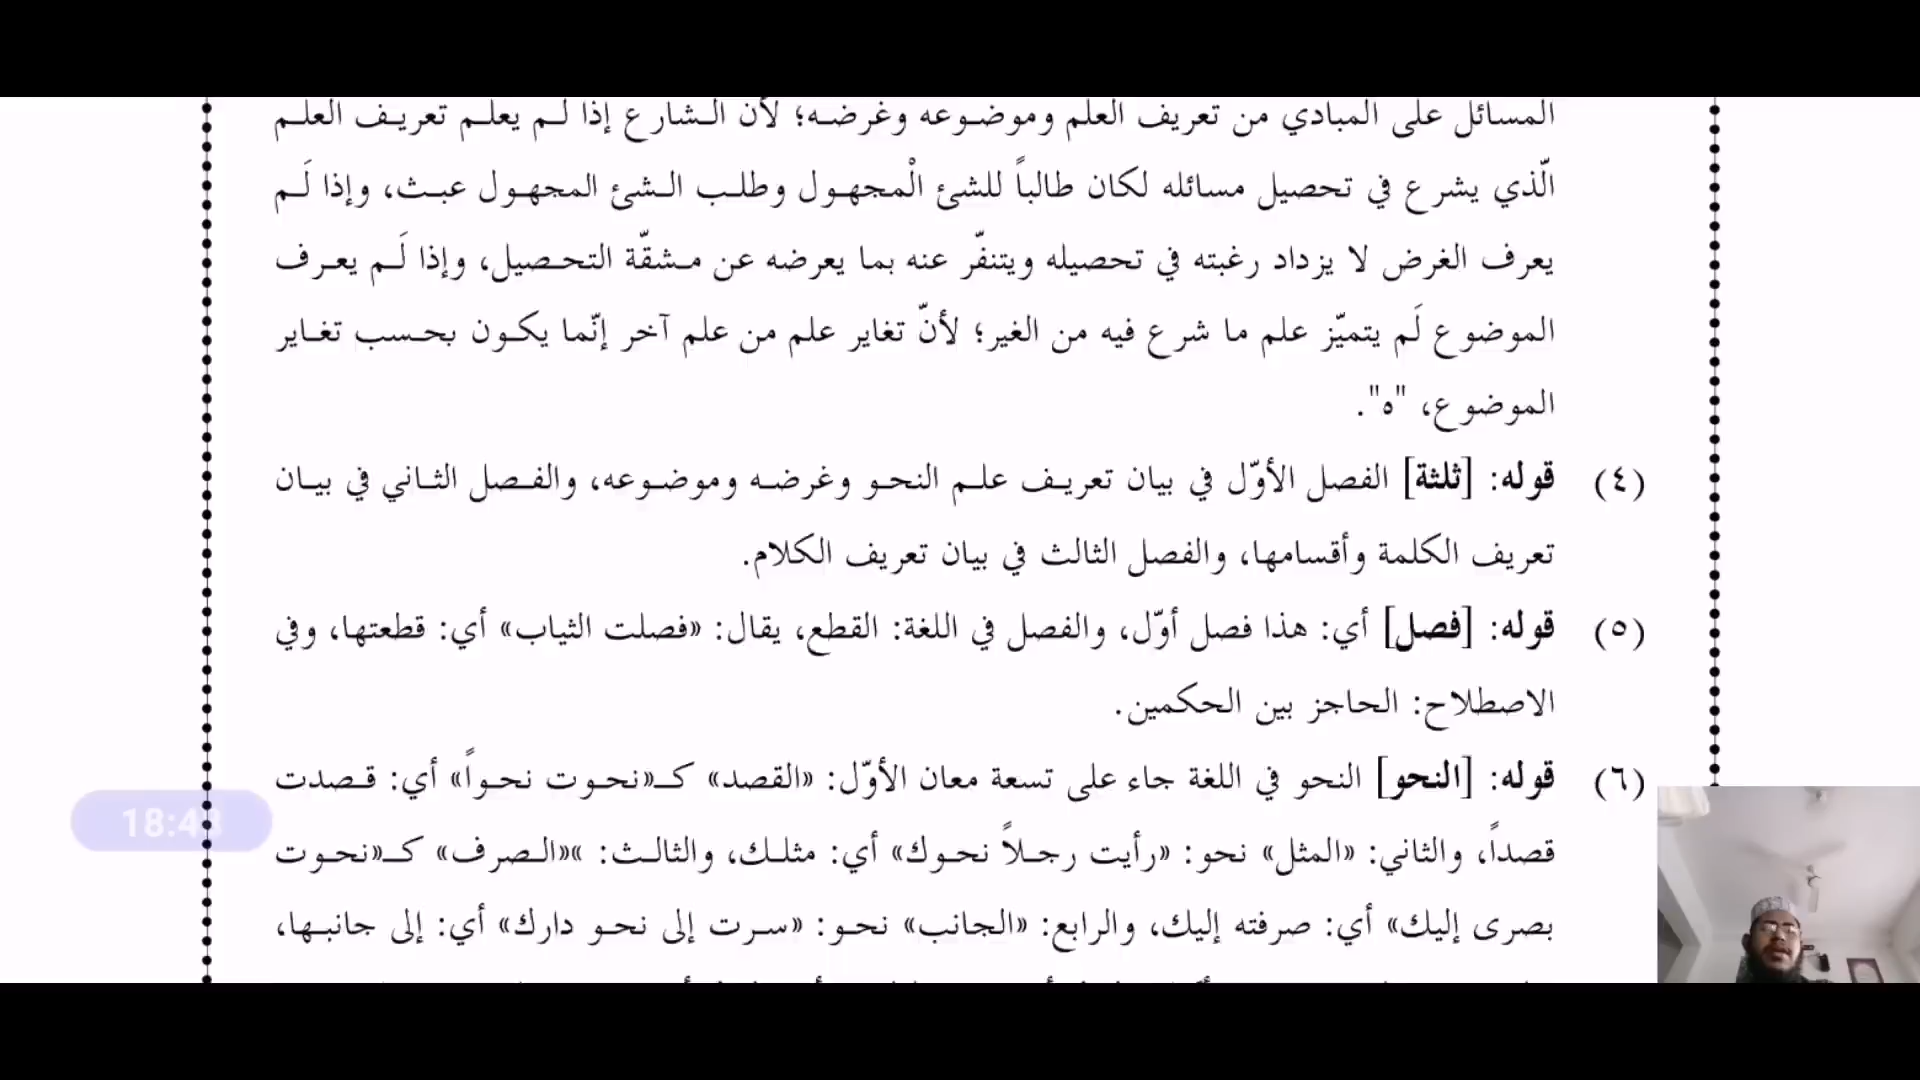 المسائل على المبادي من تعريف العلم وموضوعه وغرضه؛ لأن الشارع إذا لم يعلم تعريف العلم
الّذي يشرع في تحصيل مسائله لكان طالباً للشئ الْمجهول وطلب الشئ المجهول عبث، وإذا لَم
يعرف الغرض لا يزداد رغبته في تحصيله ويتنفّر عنه بما يعرضه عن مشقّة التحصيل، وإذا لَم يعرف
الموضوع لَم يتميّز علم ما شرع فيه من الغير؛ لأنّ تغاير علم من علم آخر إنّما يكون بحسب تغاير
الموضوع، "ه".
(٤) قوله: [ثلثة] الفصل الأوّل في بيان تعريف علم النحو وغرضه وموضوعه، والفصل الثاني في بيان
تعريف الكلمة وأقسامها، والفصل الثالث في بيان تعريف الكلام.
(٥) قوله: [فصل] أي: هذا فصل أوّل، والفصل في اللغة: القطع، يقال: «فصلت الثياب» أي: قطعتها، وفي
الاصطلاح: الحاجز بين الحكمين.
(٦) قوله: [النحو] النحو في اللغة جاء على تسعة معان الأوّل: «القصد» كـ«نحوت نحواً» أي: قصدت
قصداً، والثاني: «المثل» نحو: «رأيت رجلاً نحوك» أي: مثلك، والثالث: »«الصرف» كـ«نحوت
بصرى إليك» أي: صرفته إليك، والرابع: «الجانب» نحو: «سرت إلى نحو دارك» أي: إلى جانبها،